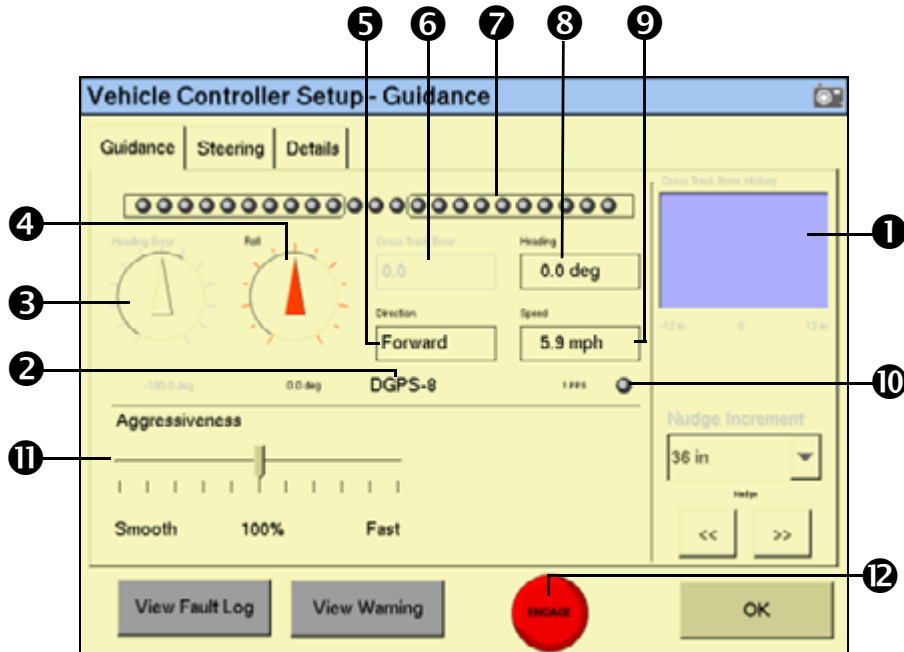 5 6 7 8 9
Vehicle Controller Setup - Guidance
Guidance Steering Details
Cross Track Error History
4
Heading Error Roll Cross Track Error Heading
1
0.0 0.0 deg
3
Direction Speed
-12 in 0 12 in
Forward 5.9 mph
2
-180.0 deg 0.0 deg DGPS-8 1 PPS
10
Aggressiveness
Nudge Increment
11
36 in
Nudge
Smooth 100% Fast
<< >>
12
View Fault Log View Warning ENGAGE OK